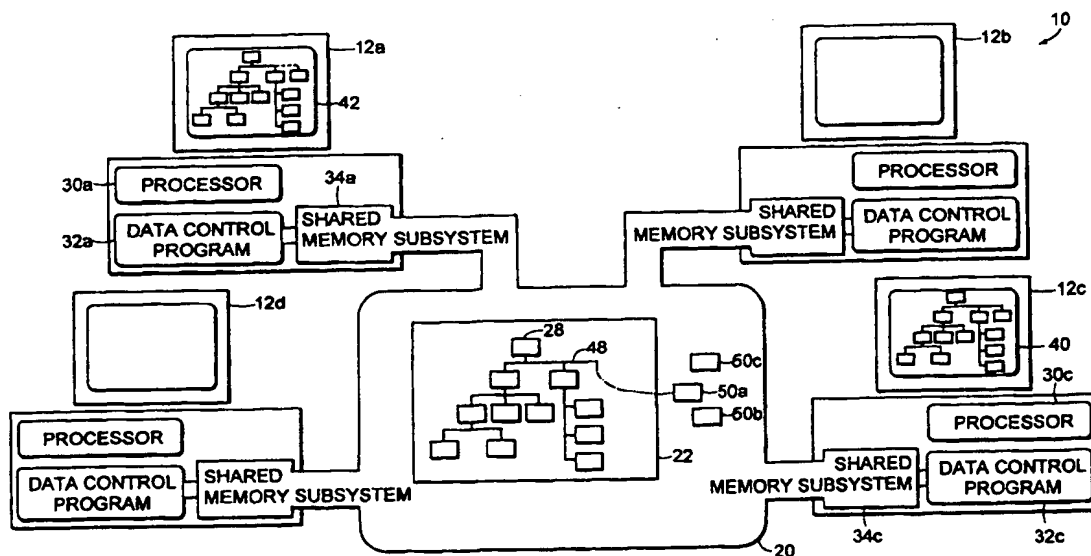 10
12a
12b
42
30a
PROCESSOR
34a
32a
DATA CONTROL
PROGRAM
SHARED
MEMORY SUBSYSTEM
PROCESSOR
SHARED
MEMORY SUBSYSTEM
DATA CONTROL
PROGRAM
12d
12c
40
30c
28
48
50c
50a
50b
22
PROCESSOR
DATA CONTROL
PROGRAM
SHARED
MEMORY SUBSYSTEM
PROCESSOR
SHARED
MEMORY SUBSYSTEM
DATA CONTROL
PROGRAM
34c
32c
20